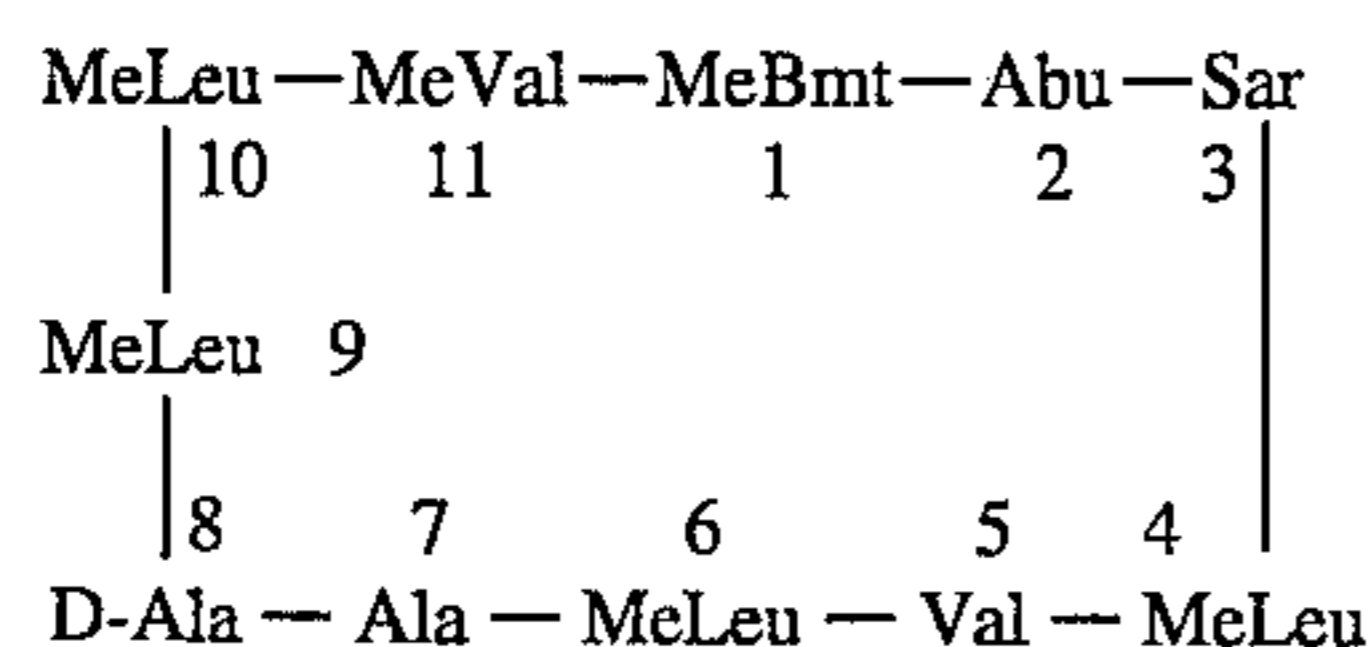 MeLeu—MeVal—MeBmt—Abu—Sar
10 11 1 2 3
MeLeu 9
8 7 6 5 4
D-Ala — Ala — MeLeu — Val — MeLeu